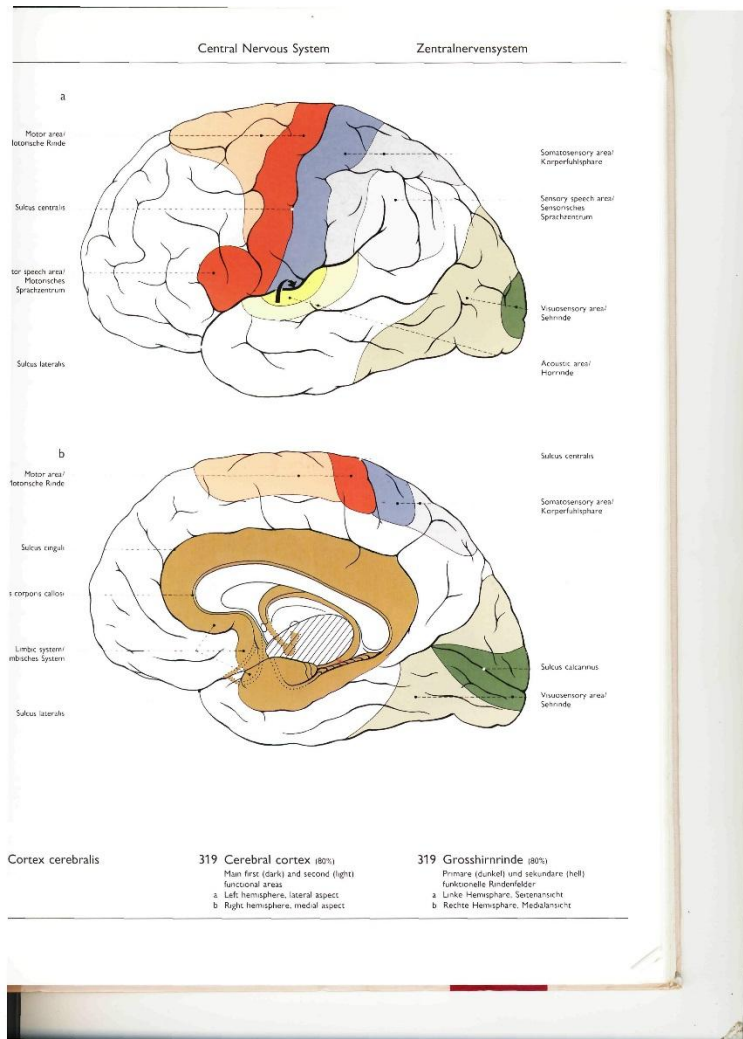 Central Nervous System
Zentralnervensystem
a
Motor area/
lotorische Rinde
Sulcus centralis
tor speech area/
Motorisches
Sprachzentrum
Sulcus lateralis
Somatosensory area/
Korperfuhlsphare
Sensory speech area/
Sensorisches
Sprachzentrum
Visuosensory area/
Sehrinde
Acoustic area/
Horrinde
b
Motor area/
lotorische Rinde
Sulcus cinguli
s corporis callosi
Limbic system/
mbisches System
Sulcus lateralis
Sulcus centralis
Somatosensory area/
Korperfuhlsphare
Sulcus calcarinus
Visuosensory area/
Sehrinde
Cortex cerebralis
319 Cerebral cortex (80%)
Main first (dark) and second (light)
functional areas
a Left hemisphere, lateral aspect
b Right hemisphere, medial aspect
319 Grosshirnrinde (80%)
Primare (dunkel) und sekundare (hell)
funktionelle Rindenfelder
a Linke Hemisphare, Seitenansicht
b Rechte Hemisphare, Medialansicht